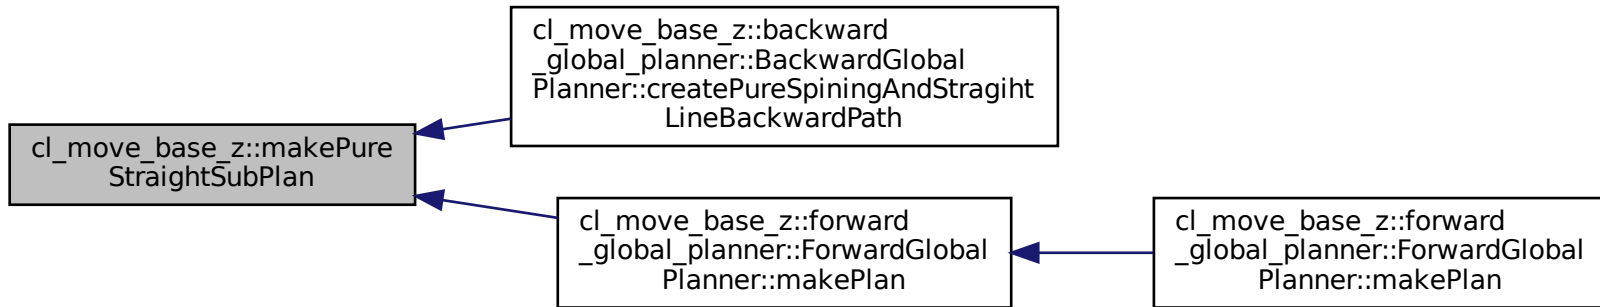 cl_move_base_z::makePure
StraightSubPlan
cl_move_base_z::backward
_global_planner::BackwardGlobal
Planner::createPureSpiningAndStragiht
LineBackwardPath
cl_move_base_z::forward
_global_planner::ForwardGlobal
Planner::makePlan
cl_move_base_z::forward
_global_planner::ForwardGlobal
Planner::makePlan